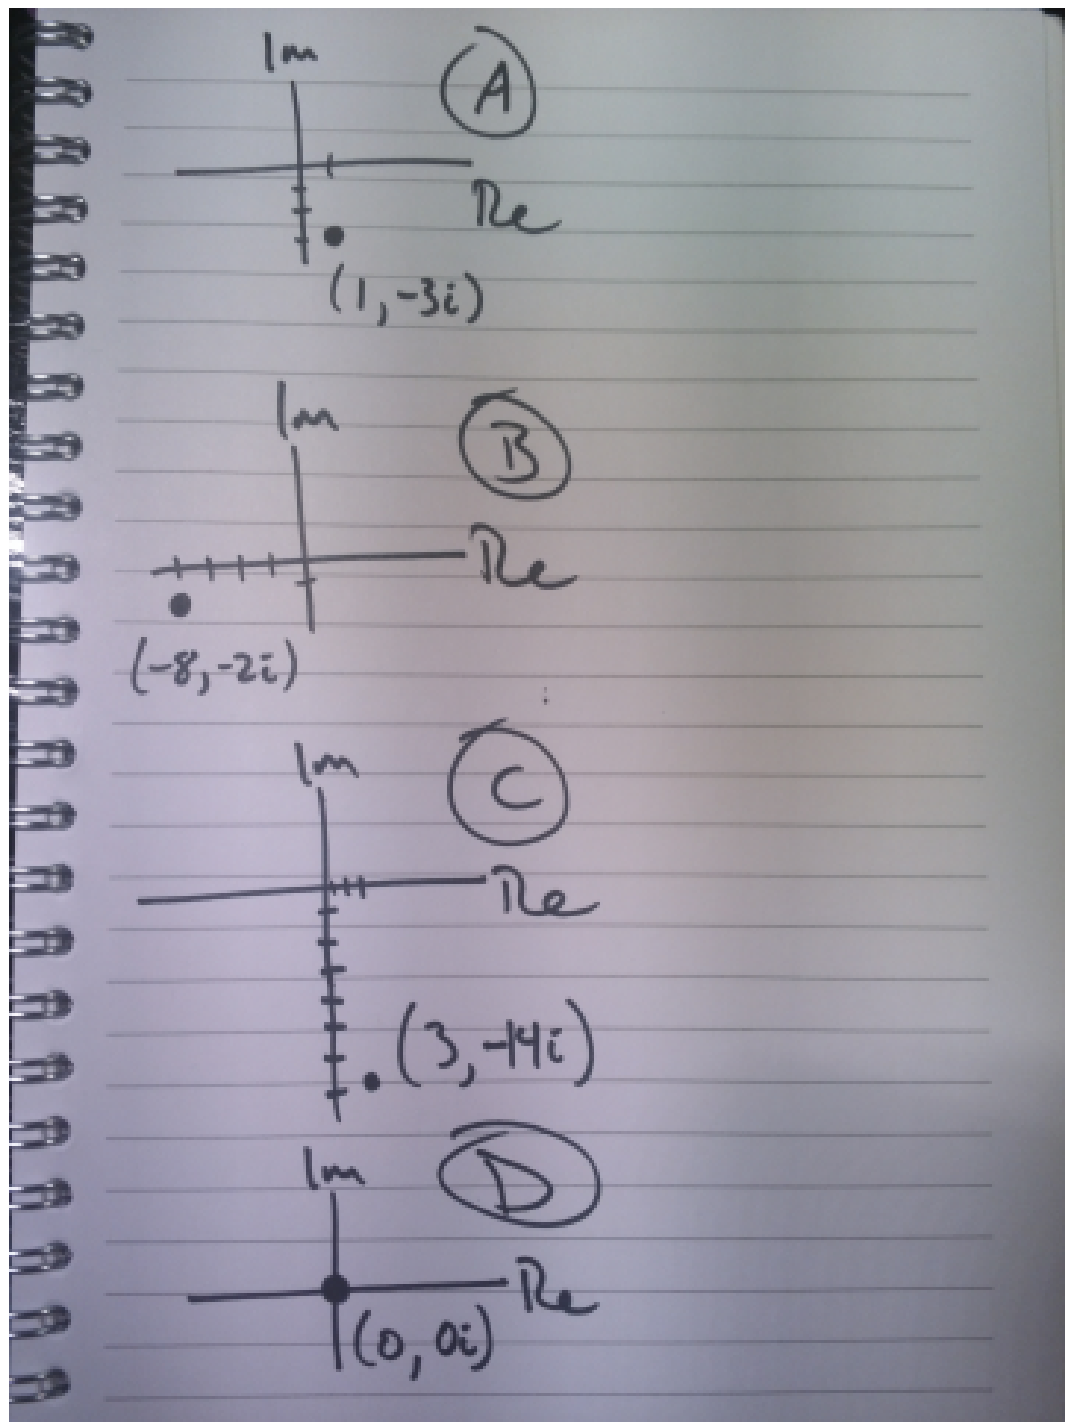 Im
A
Re
(1, -3i)
Im
B
Re
(-8, -2i)
Im
C
Re
(3, -14i)
Im
D
Re
(0, 0i)